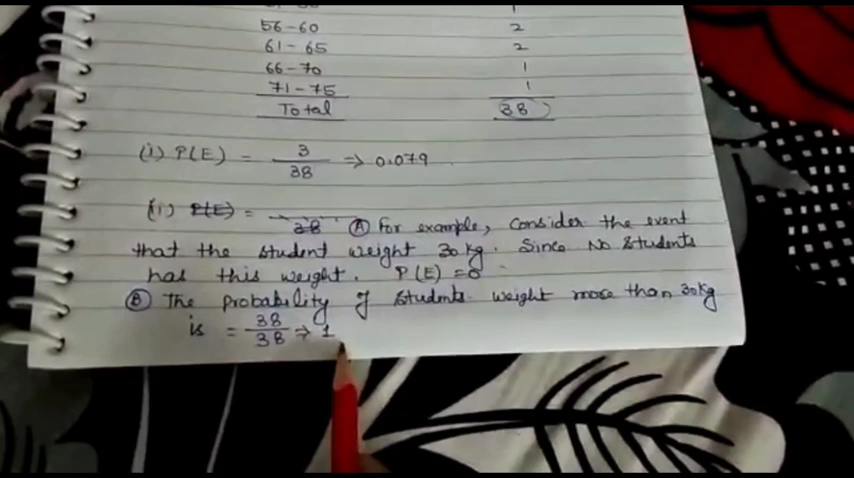 56-60 2
61-65 2
66-70 1
71-75 1
Total 38
(i) P(E) = 3/38 => 0.079
(ii) P(E) = /38 (A) For example, consider the event
that the student weight 30 kg. Since No students
has this weight. P(E) = 0
(B) The probability of students weight more than 30kg
is = 38/38 => 1